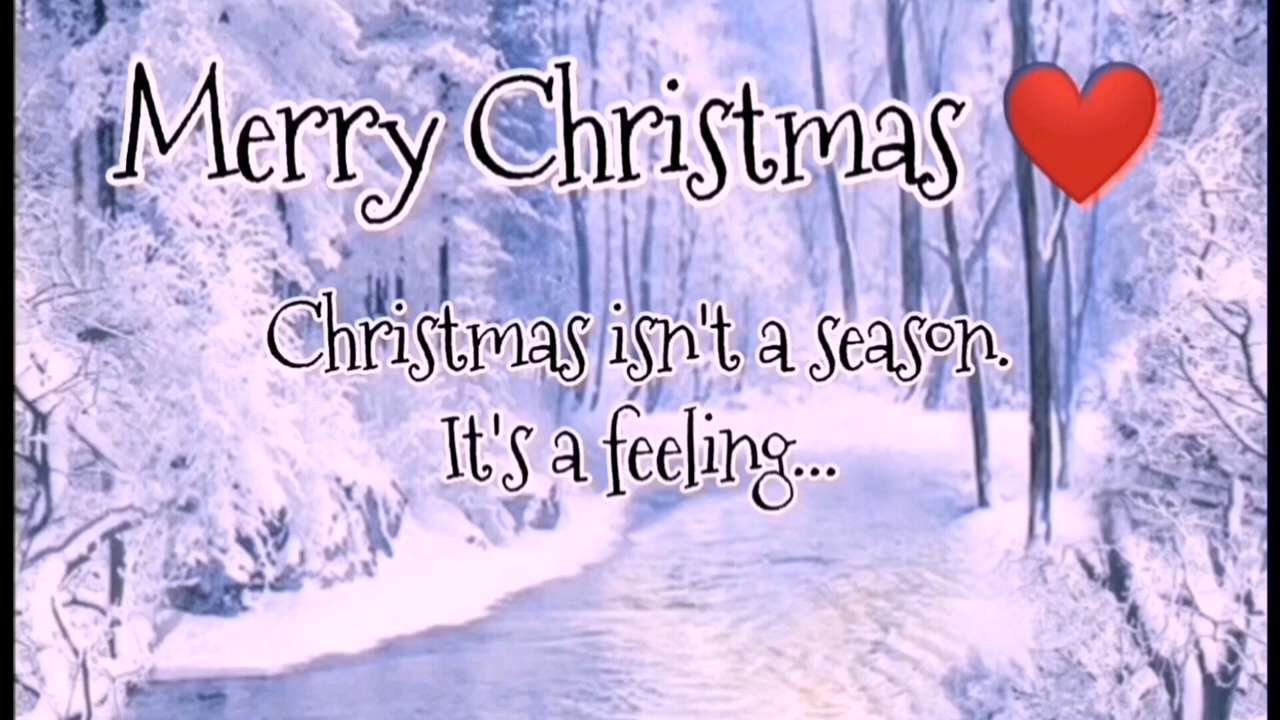 Merry Christmas ❤️
Christmas isn't a season.
It's a feeling...